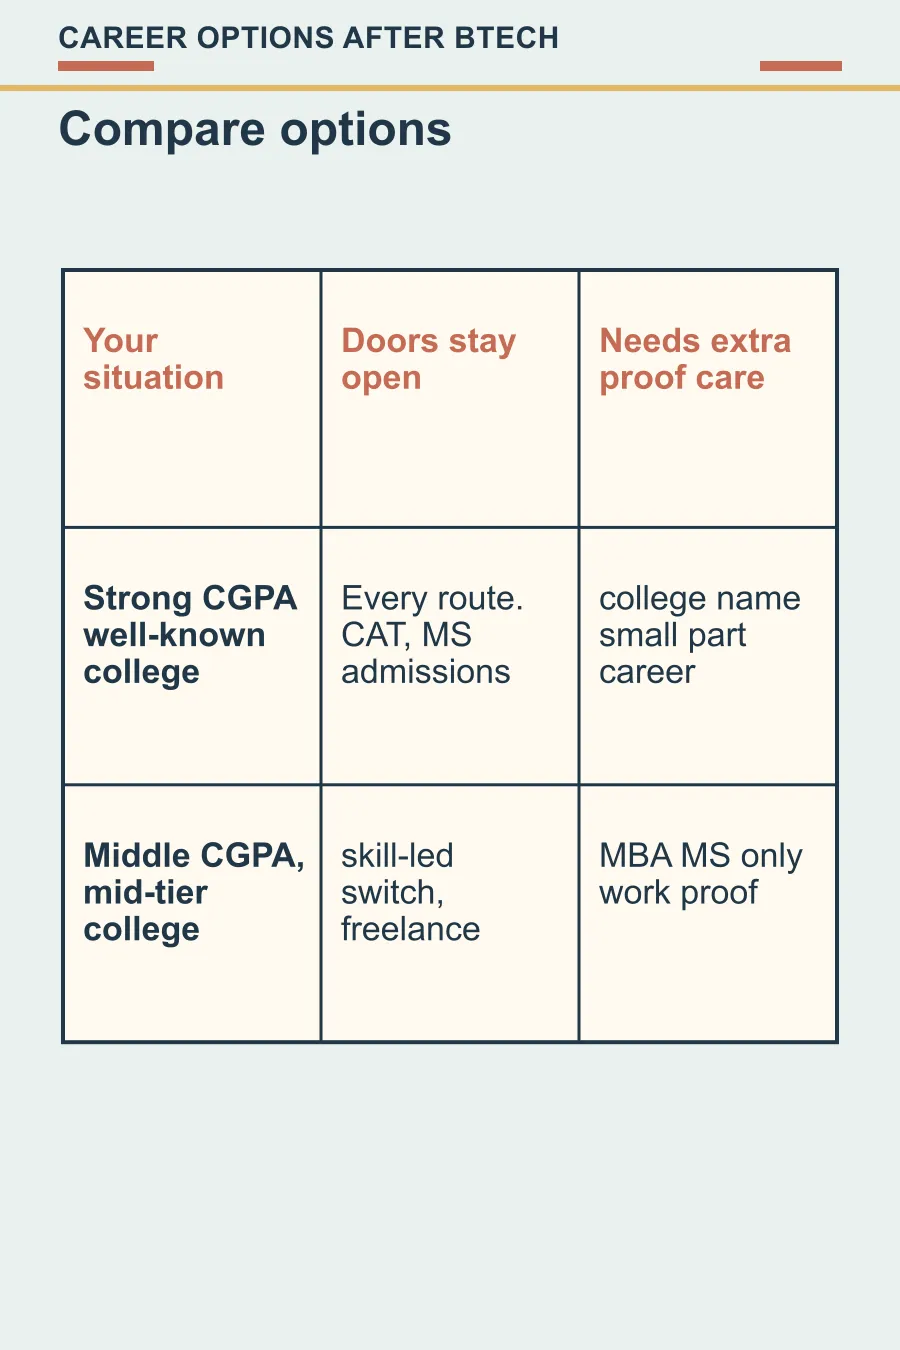 CAREER OPTIONS AFTER BTECH
Compare options
Your
situation
Doors stay
open
Needs extra
proof care
Strong CGPA
well-known
college
Every route.
CAT, MS
admissions
college name
small part
career
Middle CGPA,
mid-tier
college
skill-led
switch,
freelance
MBA MS only
work proof